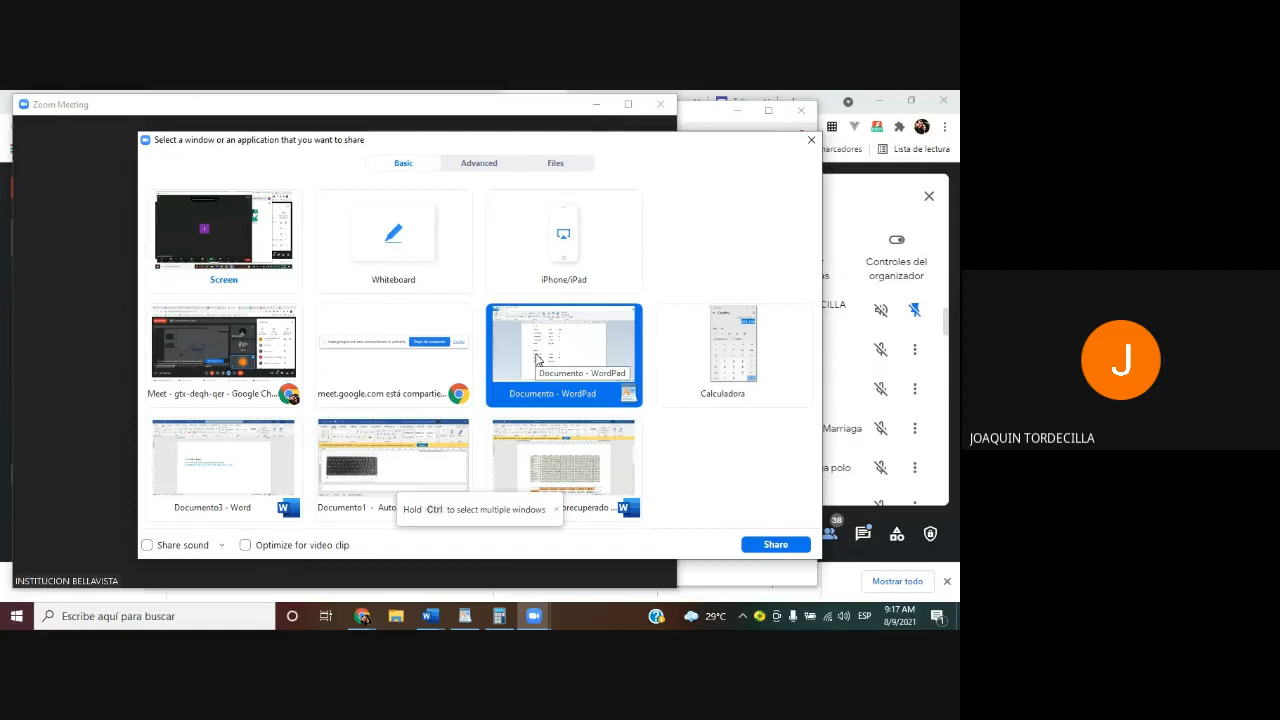 Zoom Meeting
Select a window or an application that you want to share
Basic
Advanced
Files
Lista de lectura
Screen
Whiteboard
iPhone/iPad
Controles del
organizador
Meet - gtx-deqh-qer - Google Ch...
meet.google.com está compartie...
Documento - WordPad
Documento - WordPad
Calculadora
Marriaga
polo
Documento3 - Word
Documento1 - Auto
Hold Ctrl to select multiple windows
38
Share sound
Optimize for video clip
Share
INSTITUCION BELLAVISTA
Mostrar todo
Escribe aquí para buscar
29°C
ESP
9:17 AM
8/9/2021
1
J
JOAQUIN TORDECILLA